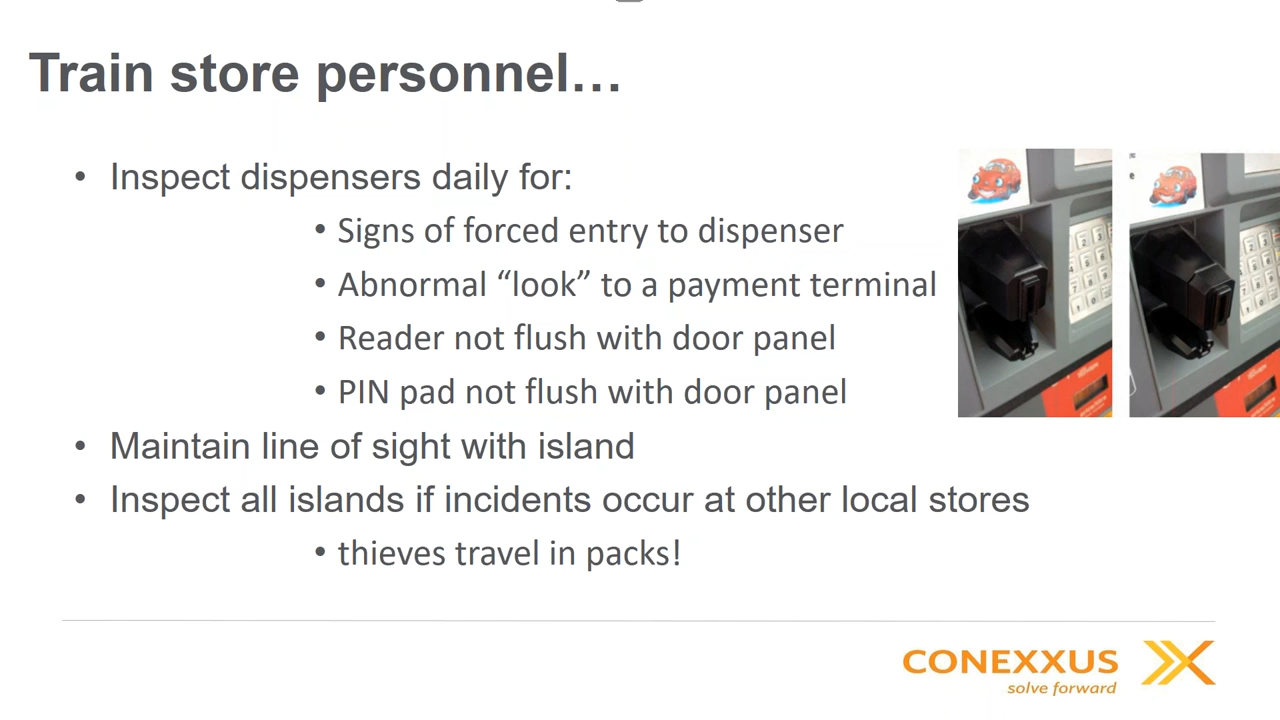 Train store personnel…
• Inspect dispensers daily for:
• Signs of forced entry to dispenser
• Abnormal “look” to a payment terminal
• Reader not flush with door panel
• PIN pad not flush with door panel
• Maintain line of sight with island
• Inspect all islands if incidents occur at other local stores
• thieves travel in packs!
CONEXXUS
solve forward